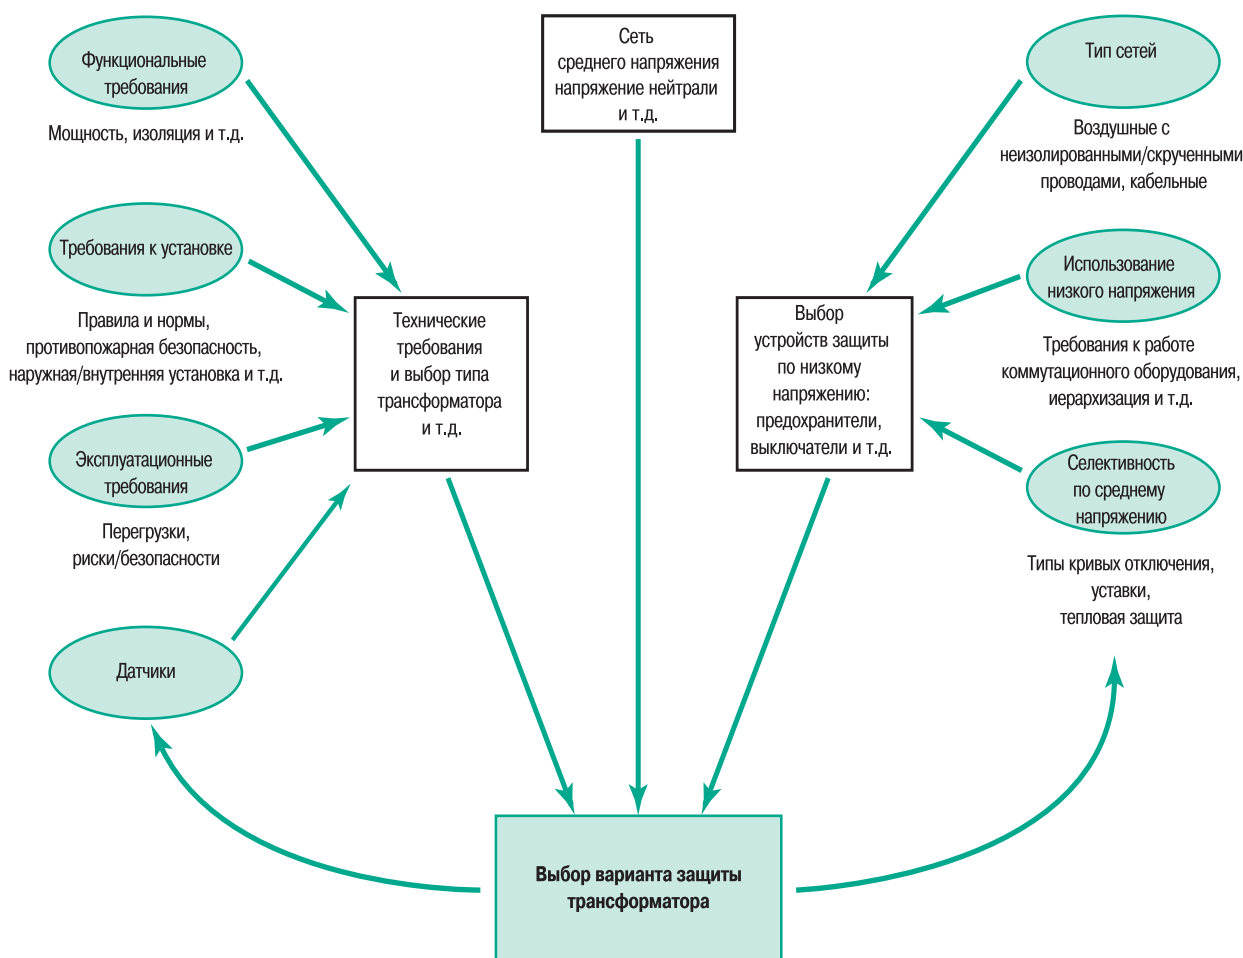 Функциональные
требования
Мощность, изоляция и т.д.
Требования к установке
Правила и нормы,
противопожарная безопасность,
наружная/внутренняя установка и т.д.
Эксплуатационные
требования
Перегрузки,
риски/безопасности
Датчики
Технические
требования
и выбор типа
трансформатора
и т.д.
Сеть
среднего напряжения
напряжение нейтрали
и т.д.
Выбор
устройств защиты
по низкому
напряжению:
предохранители,
выключатели и т.д.
Тип сетей
Воздушные с
неизолированными/скрученными
проводами, кабельные
Использование
низкого напряжения
Требования к работе
коммутационного оборудования,
иерархизация и т.д.
Селективность
по среднему
напряжению
Типы кривых отключения,
уставки,
тепловая защита
Выбор варианта защиты
трансформатора